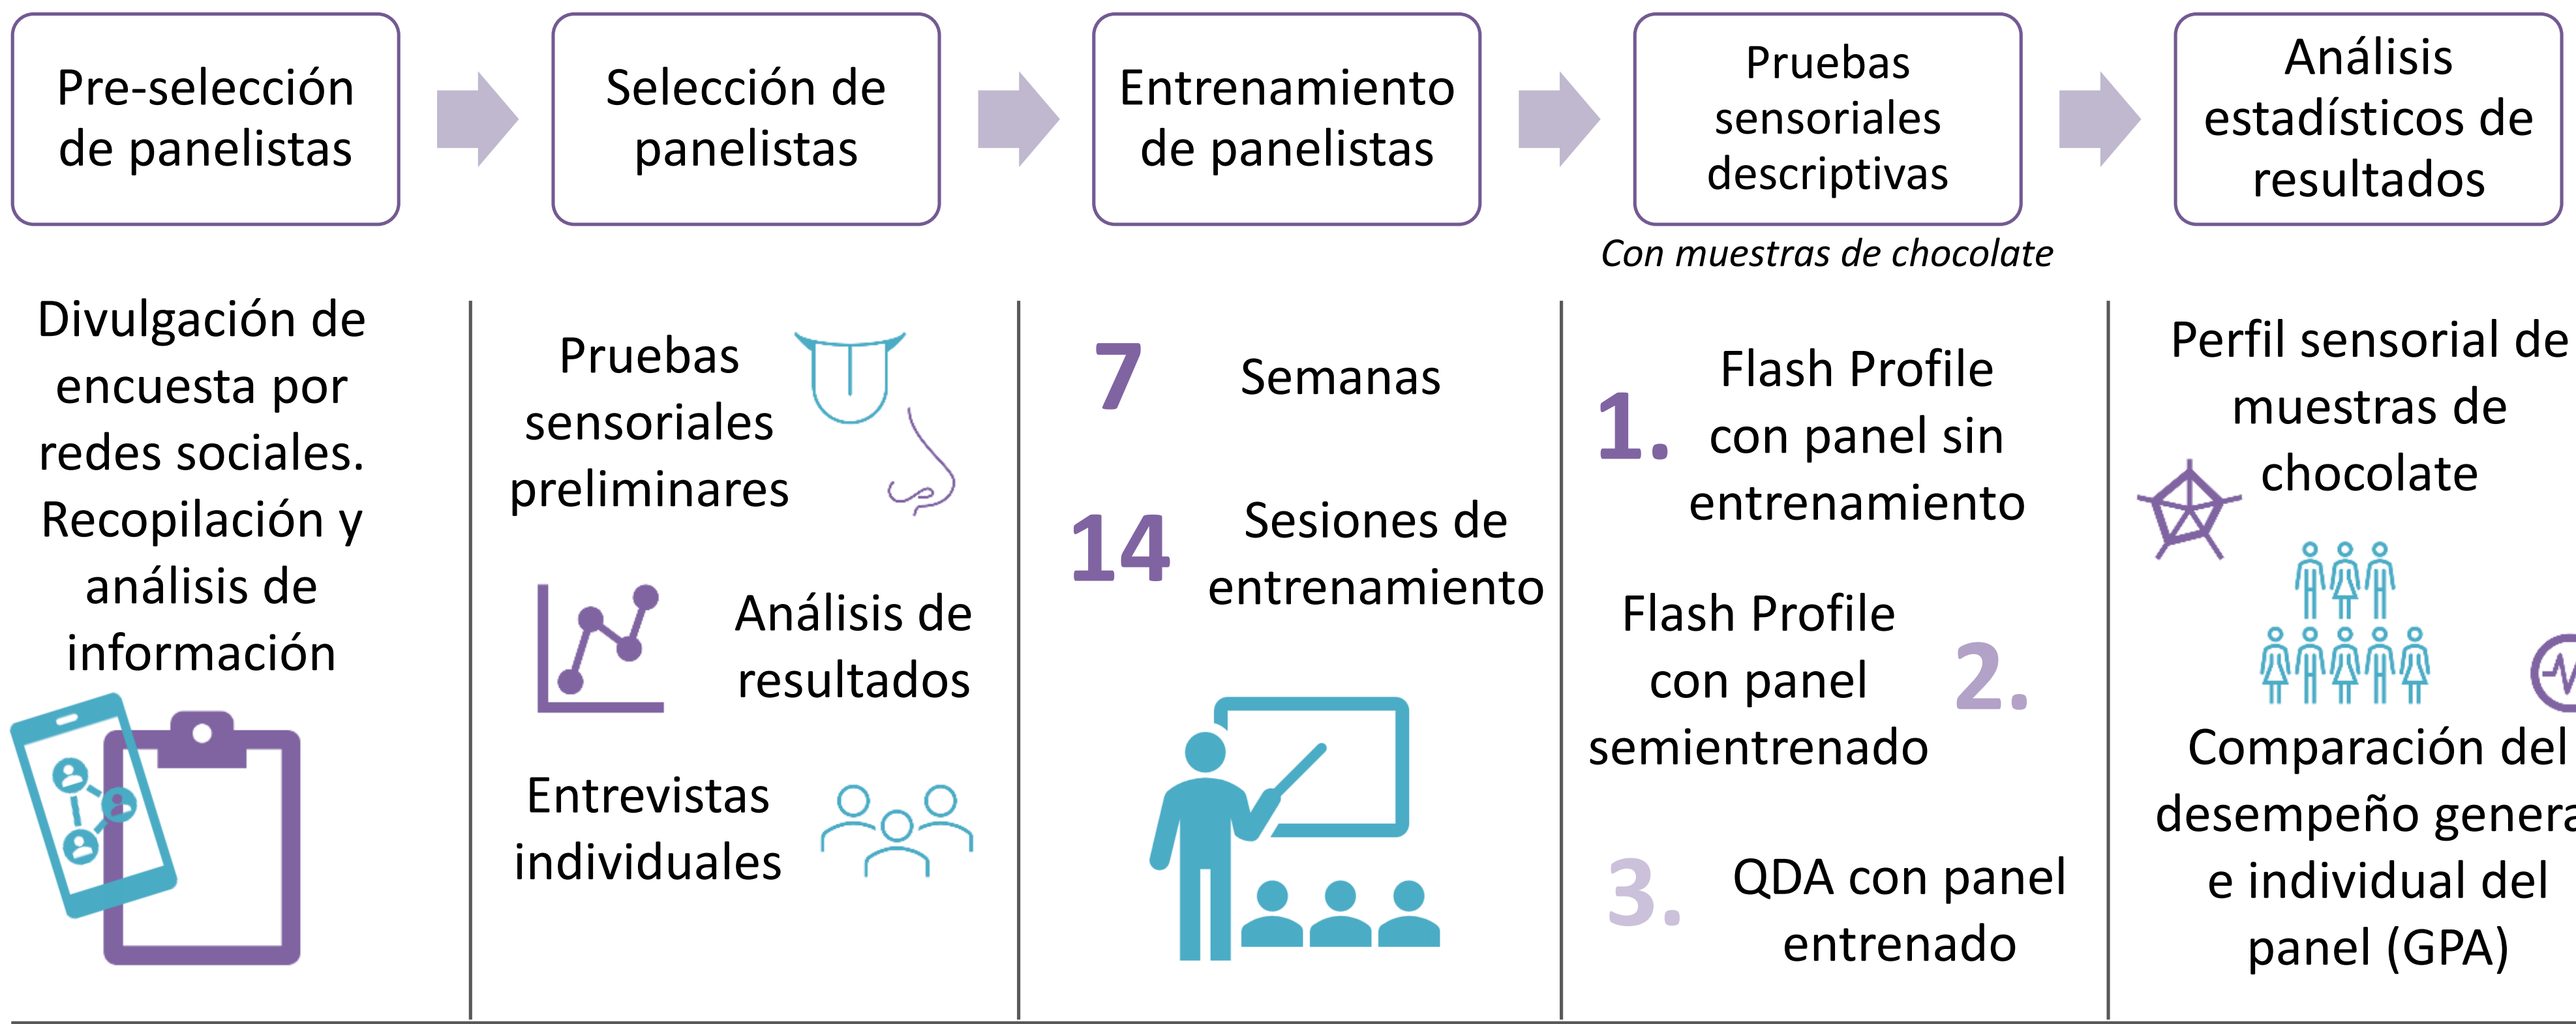 Pre-selección
de panelistas
Selección de
panelistas
Entrenamiento
de panelistas
Pruebas
sensoriales
descriptivas
Análisis
estadísticos de
resultados
Con muestras de chocolate
Divulgación de
encuesta por
redes sociales.
Recopilación y
análisis de
información
Pruebas
sensoriales
preliminares
Análisis de
resultados
Entrevistas
individuales
7 Semanas
14 Sesiones de
entrenamiento
1. Flash Profile
con panel sin
entrenamiento
2. Flash Profile
con panel
semientrenado
3. QDA con panel
entrenado
Perfil sensorial de
muestras de
chocolate
Comparación del
desempeño genera
e individual del
panel (GPA)